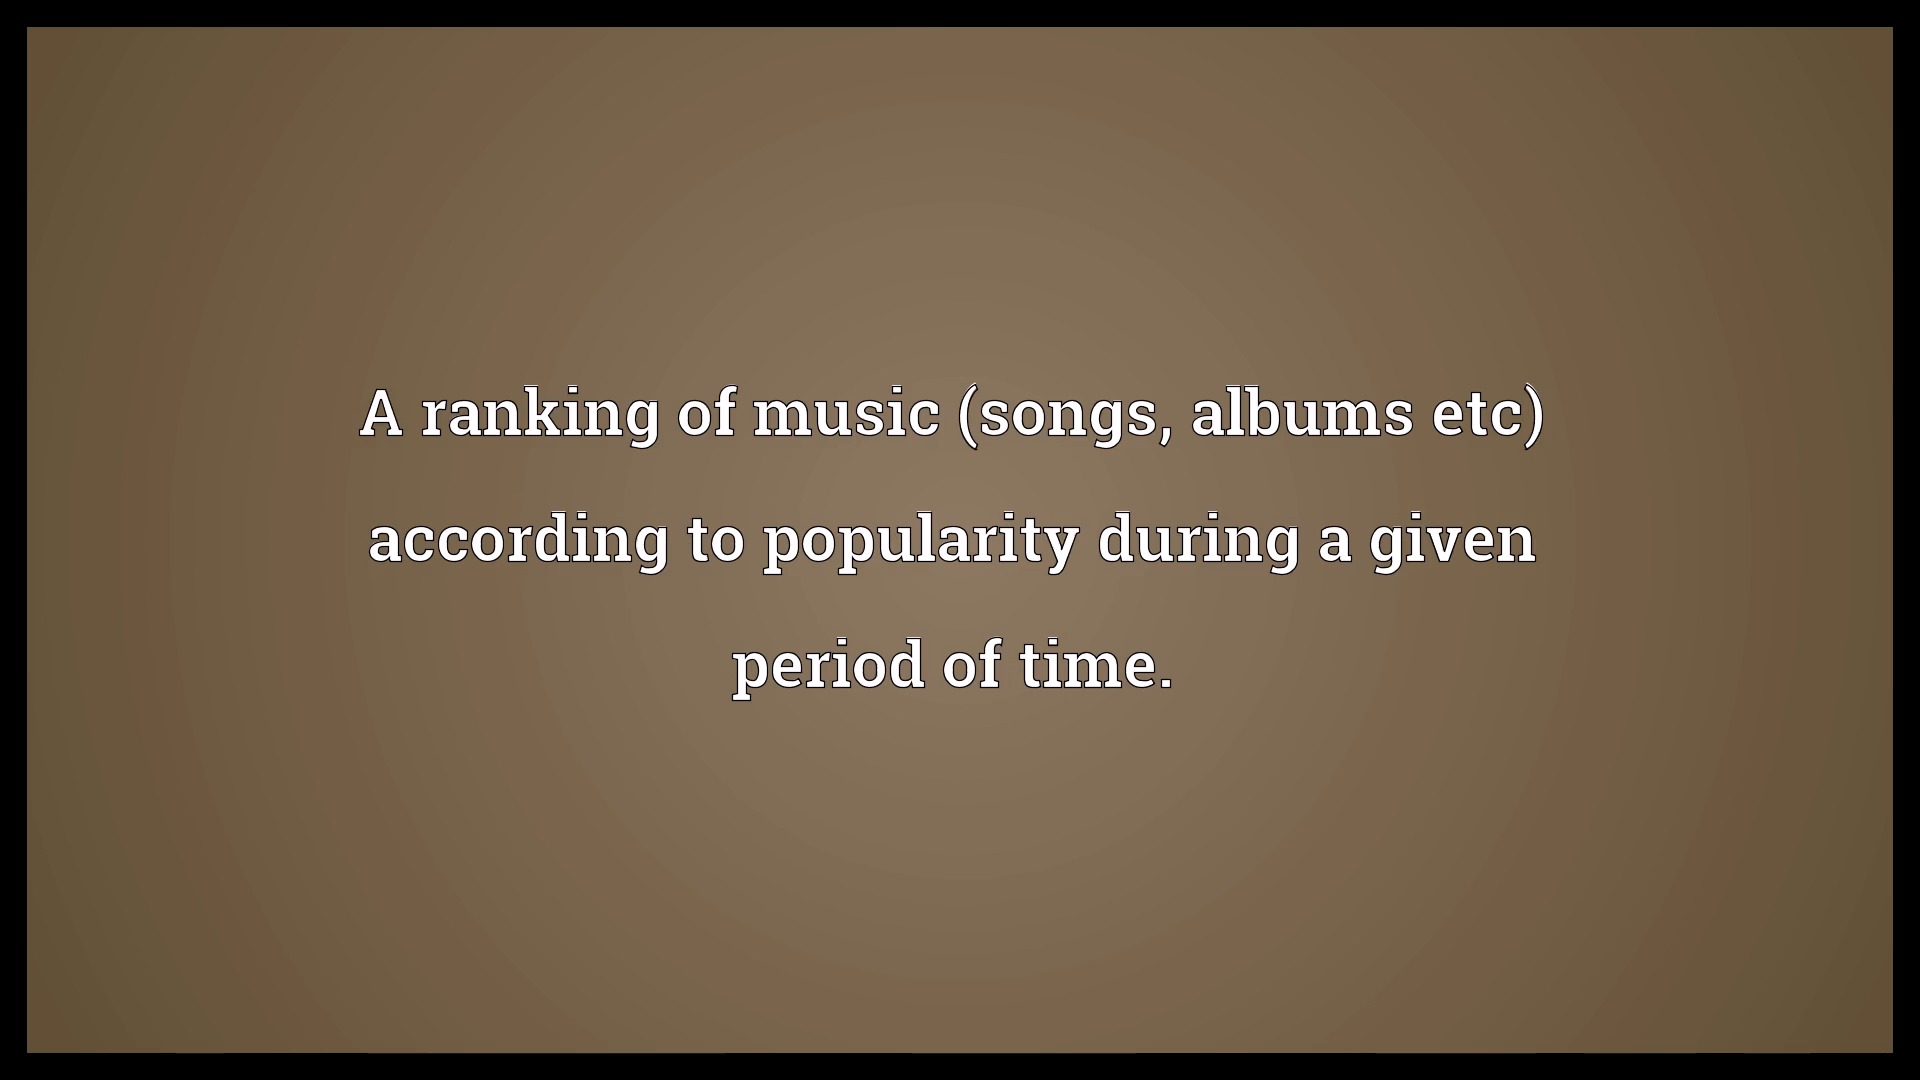 A ranking of music (songs, albums etc)
according to popularity during a given
period of time.